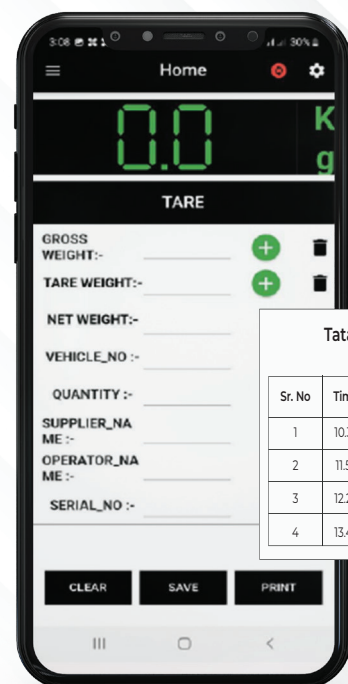 3:08
30%
Home
0.0
K
g
TARE
GROSS
WEIGHT:-
TARE WEIGHT:-
NET WEIGHT:-
VEHICLE_NO :-
QUANTITY :-
SUPPLIER_NA
ME :-
OPERATOR_NA
ME :-
SERIAL_NO :-
CLEAR SAVE PRINT
Sr. No
1
2
3
4